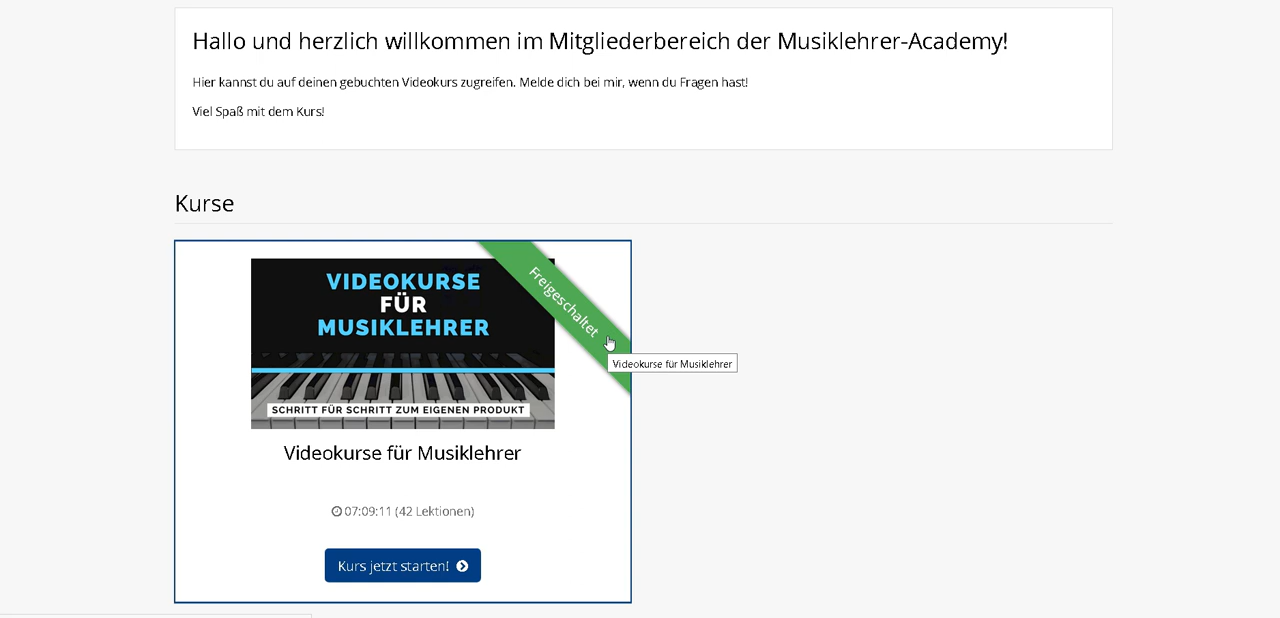 Hallo und herzlich willkommen im Mitgliederbereich der Musiklehrer-Academy!
Hier kannst du auf deinen gebuchten Videokurs zugreifen. Melde dich bei mir, wenn du Fragen hast!
Viel Spaß mit dem Kurs!
Kurse
VIDEOKURSE
FÜR
MUSIKLEHRER
SCHRITT FÜR SCHRITT ZUM EIGENEN PRODUKT
Freigeschaltet
Videokurse für Musiklehrer
Videokurse für Musiklehrer
07:09:11 (42 Lektionen)
Kurs jetzt starten!